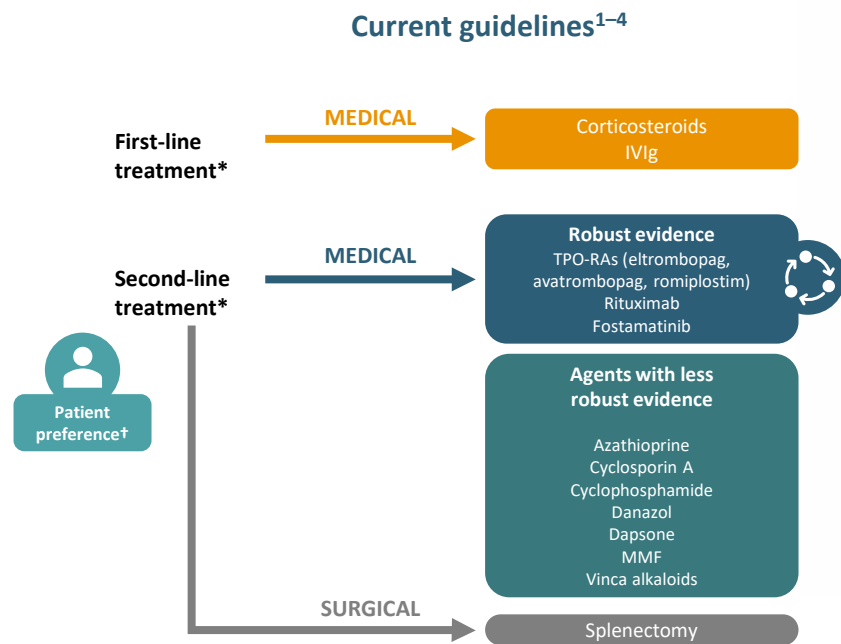 Current guidelines¹⁻⁴
MEDICAL
First-line
treatment*
Corticosteroids
IVIg
MEDICAL
Second-line
treatment*
Robust evidence
TPO-RAs (eltrombopag,
avatrombopag, romiplostim)
Rituximab
Fostamatinib
Patient
preference†
Agents with less
robust evidence
Azathioprine
Cyclosporin A
Cyclophosphamide
Danazol
Dapsone
MMF
Vinca alkaloids
SURGICAL
Splenectomy